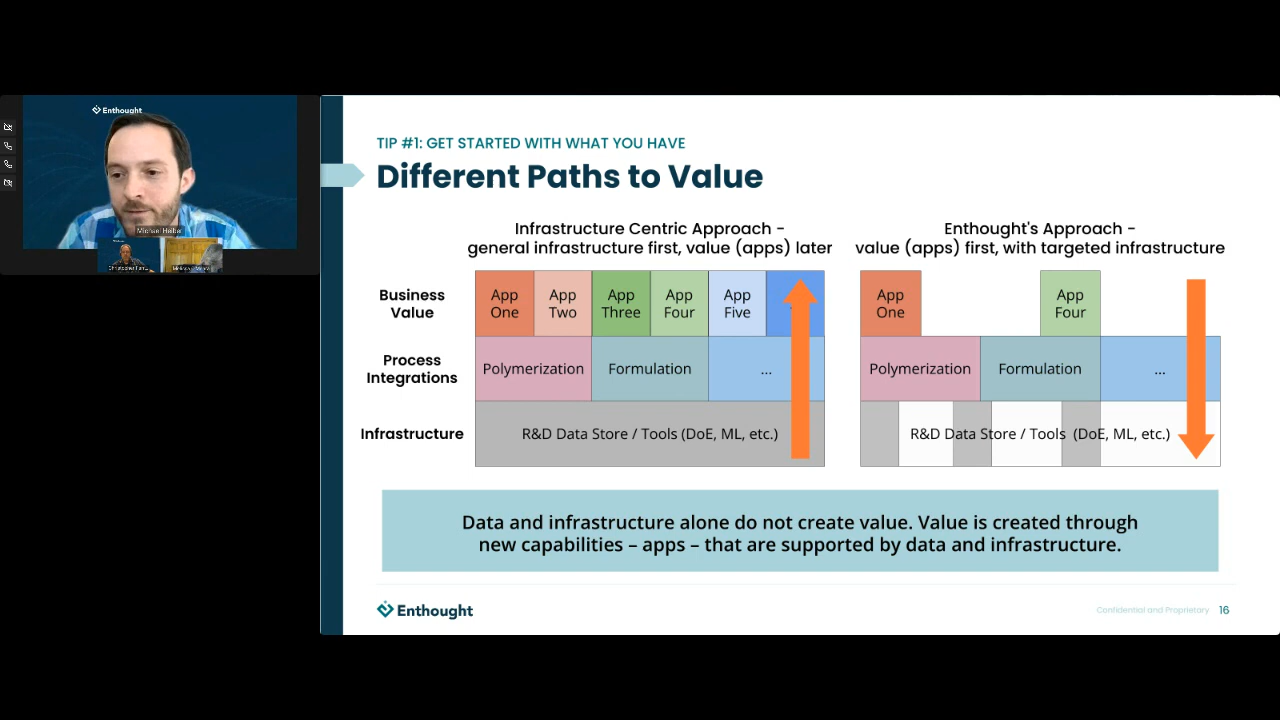 Enthought
Michael Heiber
TIP #1: GET STARTED WITH WHAT YOU HAVE
Different Paths to Value
Infrastructure Centric Approach –
general infrastructure first, value (apps) later
Enthought's Approach –
value (apps) first, with targeted infrastructure
Business
Value
App
One
App
Two
App
Three
App
Four
App
Five
App
One
App
Four
Process
Integrations
Polymerization
Formulation
...
Polymerization
Formulation
...
Infrastructure
R&D Data Store / Tools (DoE, ML, etc.)
R&D Data Store / Tools (DoE, ML, etc.)
Data and infrastructure alone do not create value. Value is created through
new capabilities – apps – that are supported by data and infrastructure.
Enthought
Confidential and Proprietary 16